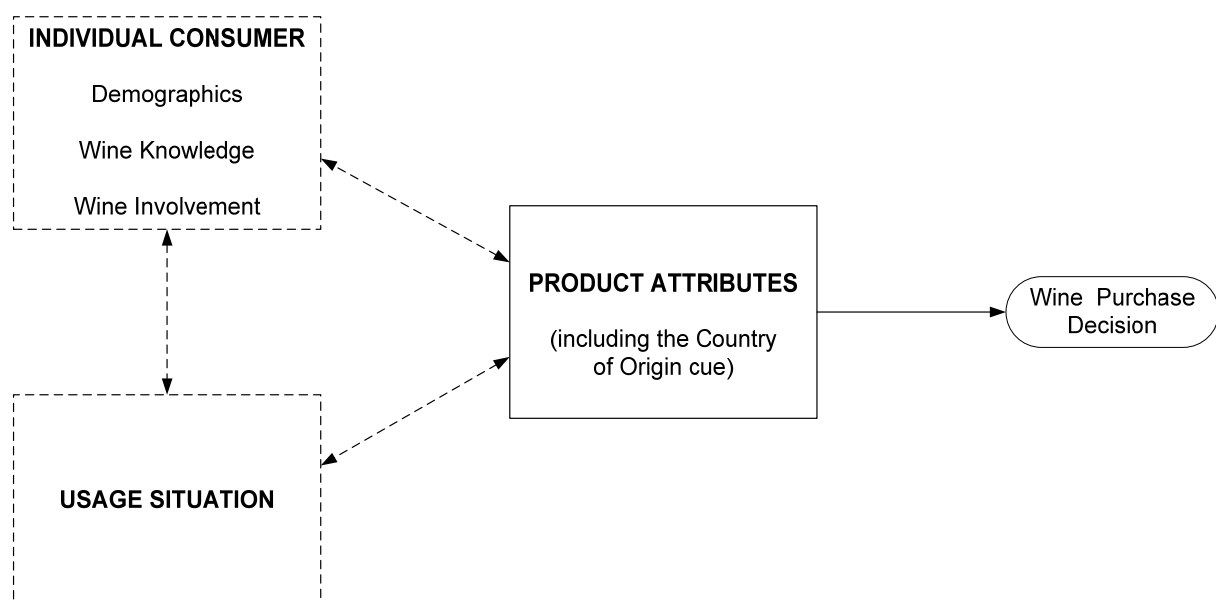 INDIVIDUAL CONSUMER
Demographics
Wine Knowledge
Wine Involvement
USAGE SITUATION
PRODUCT ATTRIBUTES
(including the Country
of Origin cue)
Wine Purchase
Decision